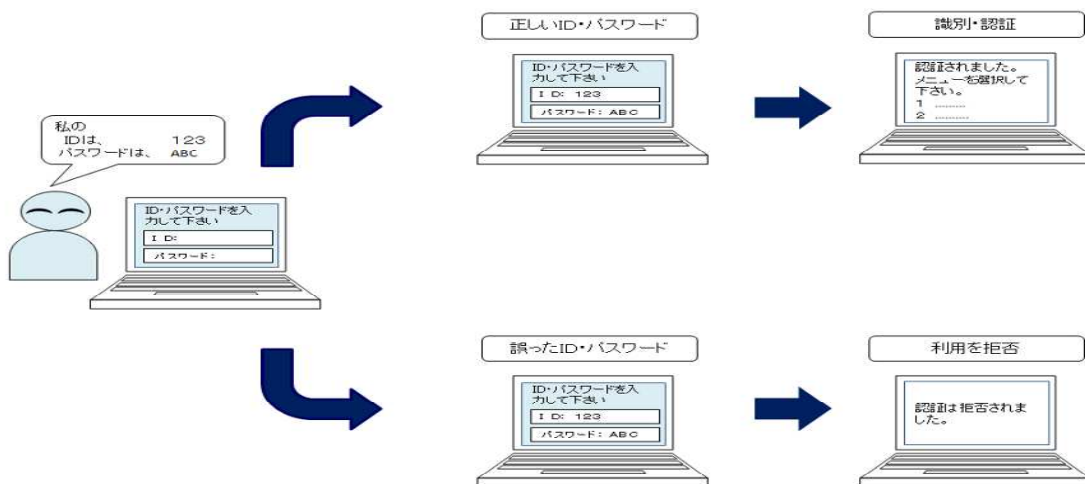 正しいID・パスワード
識別・認証
ID・パスワードを入
力して下さい
I D: 123
パスワード: ABC
認証されました。
メニューを選択して
下さい。
1 ………
2 ………
私の
IDは、 123
パスワードは、 ABC
ID・パスワードを入
力して下さい
I D:
パスワード:
誤ったID・パスワード
利用を拒否
ID・パスワードを入
力して下さい
I D: 123
パスワード: ABC
認証は拒否されま
した。